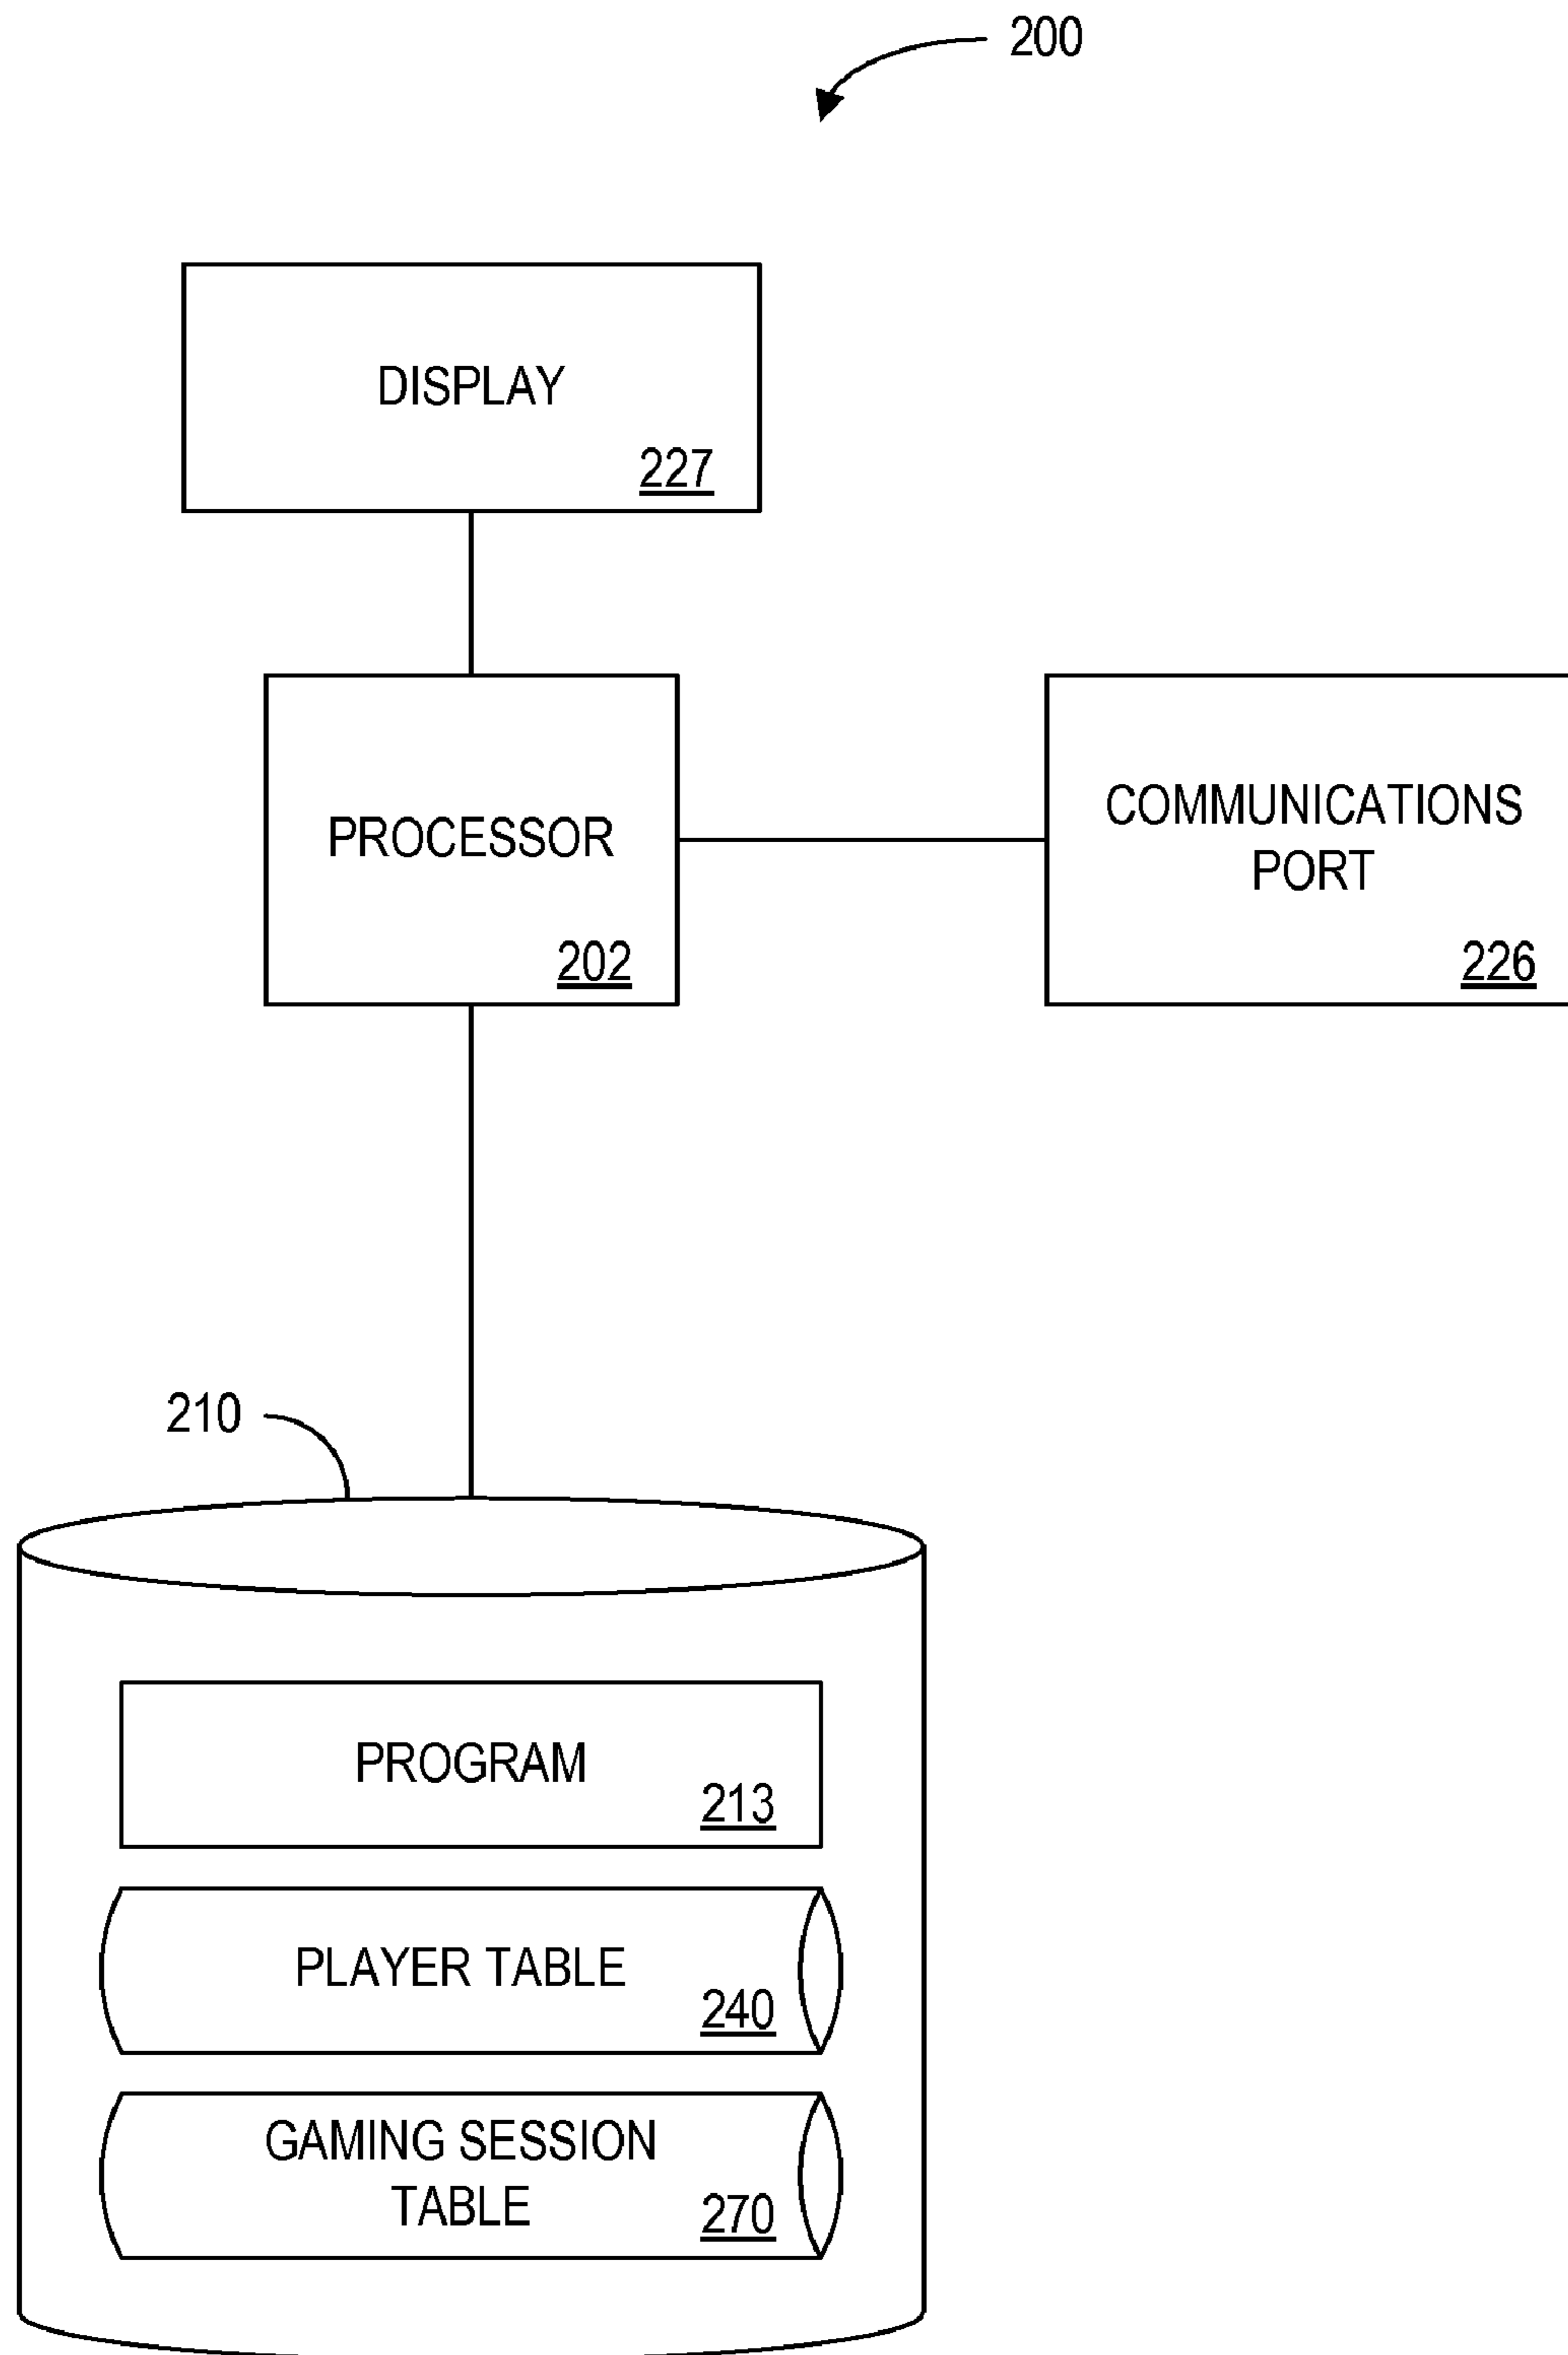 200
DISPLAY
227
PROCESSOR
202
COMMUNICATIONS
PORT
226
210
PROGRAM
213
PLAYER TABLE
240
GAMING SESSION
TABLE
270